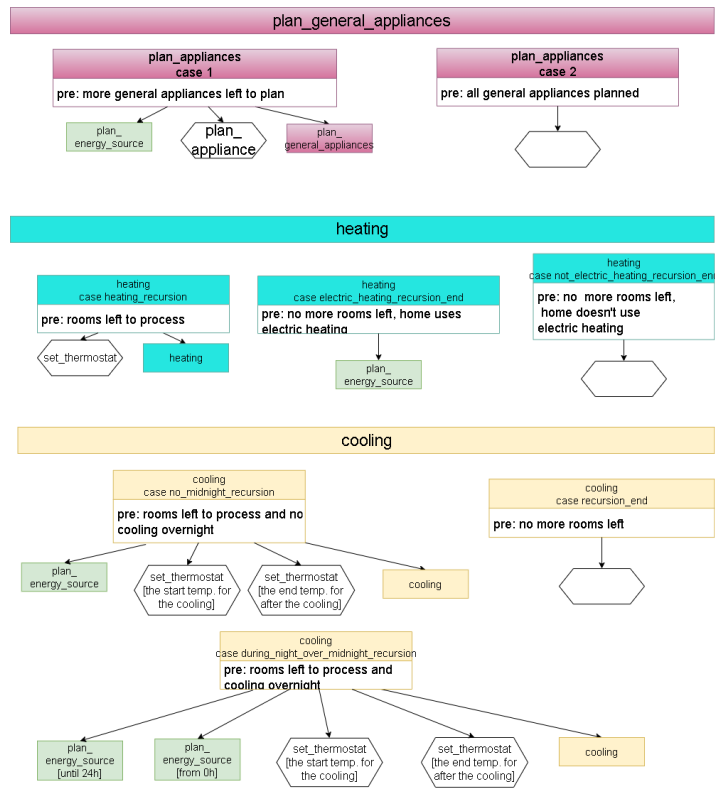 plan_general_appliances
plan_appliances
case 1
pre: more general appliances left to plan
plan_appliances
case 2
pre: all general appliances planned
plan_
energy_source
plan_
appliance
plan_
general_appliances
heating
heating
case heating_recursion
pre: rooms left to process
heating
case electric_heating_recursion_end
pre: no more rooms left, home uses
electric heating
heating
case not_electric_heating_recursion_end
pre: no  more rooms left,
home doesn't use
electric heating
set_thermostat
heating
plan_
energy_source
cooling
cooling
case no_midnight_recursion
pre: rooms left to process and no
cooling overnight
cooling
case recursion_end
pre: no more rooms left
plan_
energy_source
set_thermostat
[the start temp. for
the cooling]
set_thermostat
[the end temp. for
after the cooling]
cooling
cooling
case during_night_over_midnight_recursion
pre: rooms left to process and
cooling overnight
plan_
energy_source
[until 24h]
plan_
energy_source
[from 0h]
set_thermostat
[the start temp. for
the cooling]
set_thermostat
[the end temp. for
after the cooling]
cooling